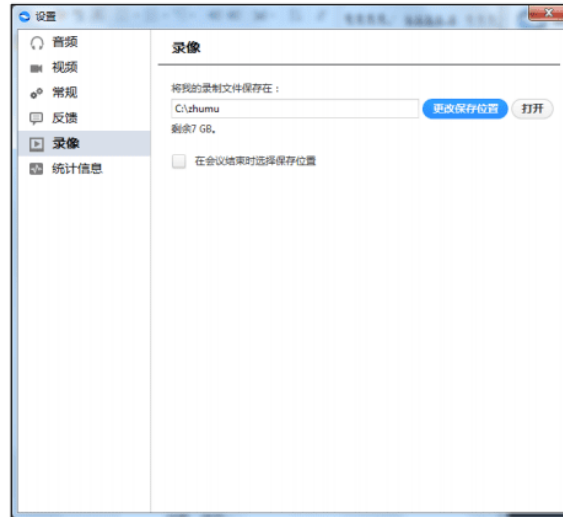 设置
音频
视频
常规
反馈
录像
统计信息
录像
将我的录制文件保存在：
C:\zhumu
更改保存位置
打开
剩余7 GB。
在会议结束时选择保存位置